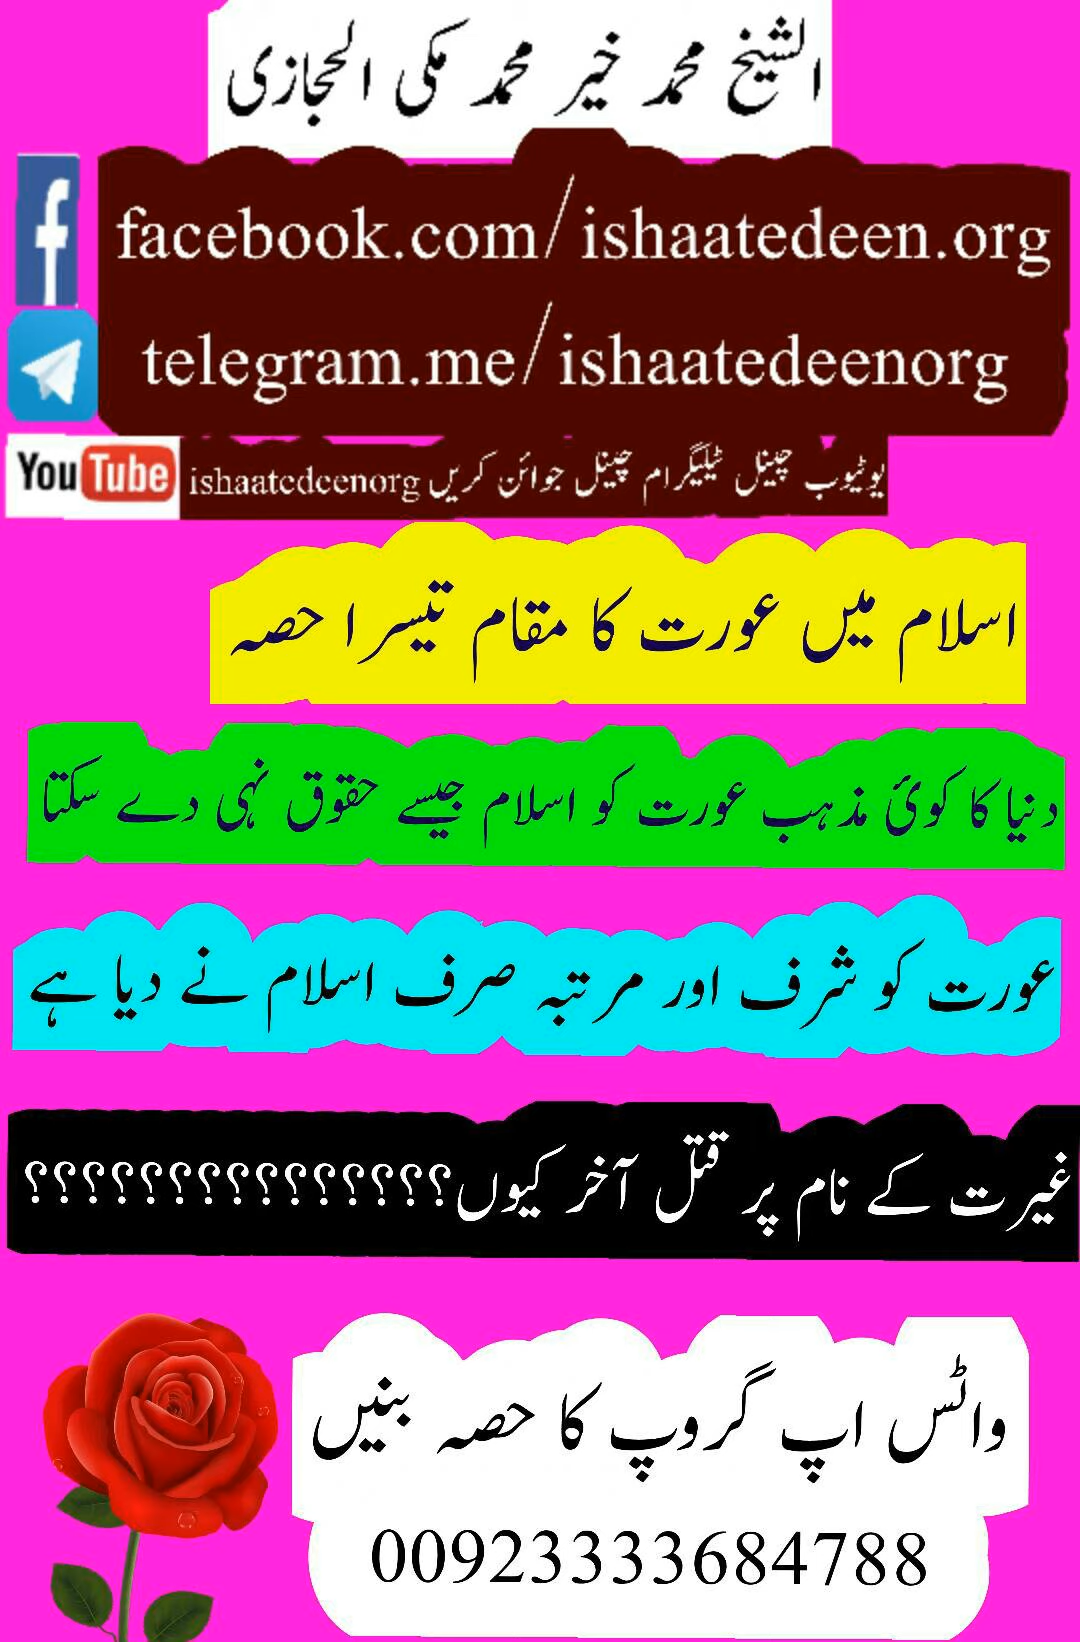 الشیخ محمد خیر محمد مکی الحجازی
f facebook.com/ishaatedeen.org
telegram.me/ishaatedeenorg
YouTube یوٹیوب چینل ٹیلیگرام چینل جوائن کریں ishaatedeenorg
اسلام میں عورت کا مقام تیسرا حصہ
دنیا کا کوئ مذہب عورت کو اسلام جیسے حقوق نہی دے سکتا
عورت کو شرف اور مرتبہ صرف اسلام نے دیا ہے
غیرت کے نام پر قتل آخر کیوں؟؟؟؟؟؟؟؟؟؟؟؟؟؟؟
واٹس اپ گروپ کا حصہ بنیں
00923333684788